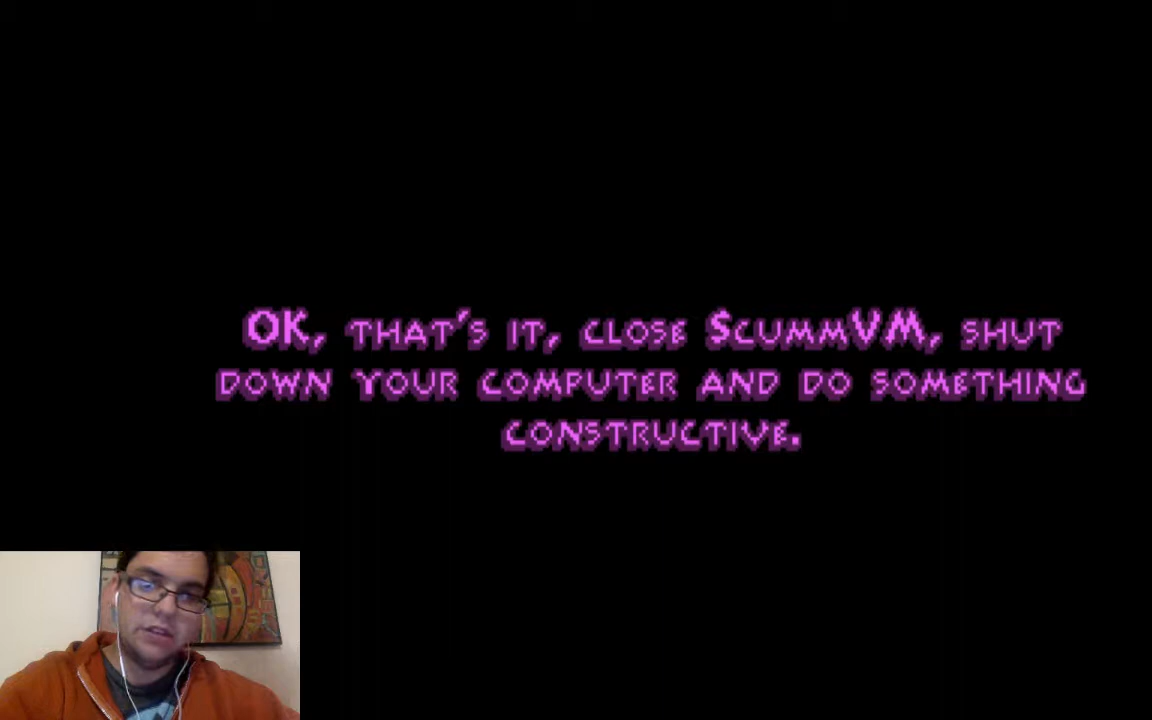 OK, THAT'S IT, CLOSE SCUMMVM, SHUT
DOWN YOUR COMPUTER AND DO SOMETHING
CONSTRUCTIVE.